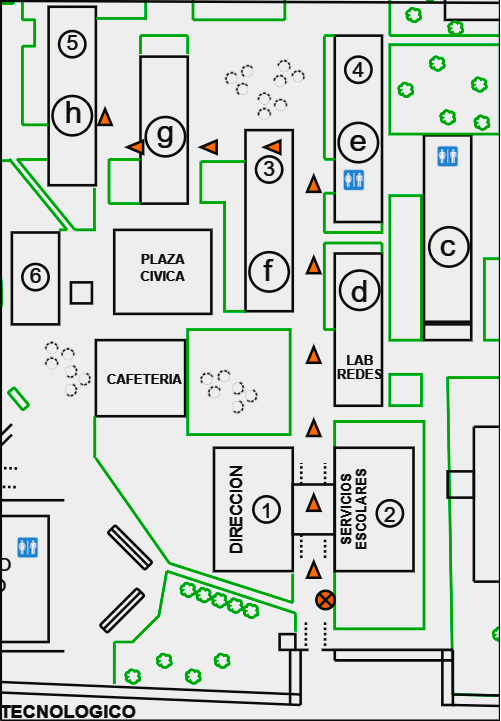 5
4
h
g
e
3
c
PLAZA
CIVICA
6
f
d
LAB
REDES
CAFETERIA
DIRECCION
1
SERVICIOS
ESCOLARES
2
O
TECNOLOGICO